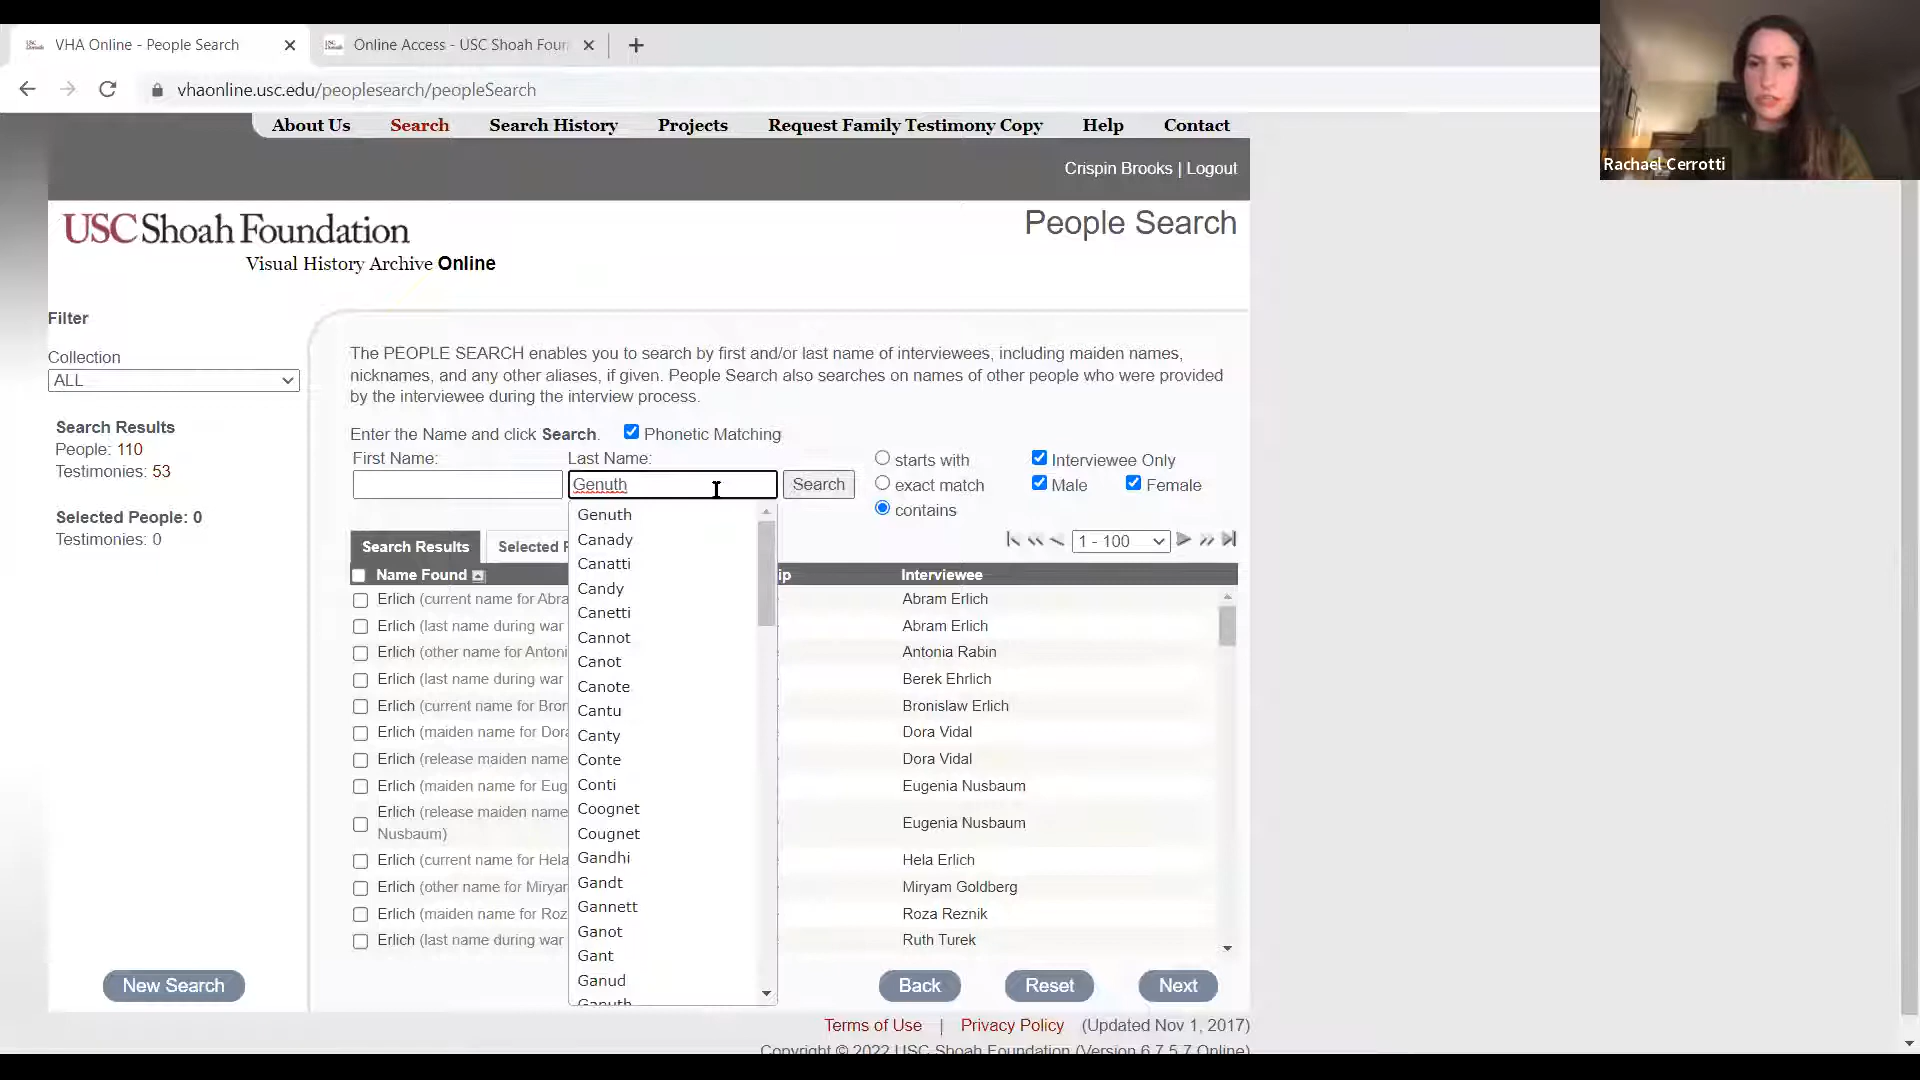 VHA Online - People Search
Online Access - USC Shoah Foun
vhaonline.usc.edu/peoplesearch/peopleSearch
Rachael Cerrotti
About Us Search Search History Projects Request Family Testimony Copy Help Contact
Crispin Brooks | Logout
USC Shoah Foundation
Visual History Archive Online
People Search
Filter
Collection
ALL
Search Results
People: 110
Testimonies: 53
Selected People: 0
Testimonies: 0
New Search
The PEOPLE SEARCH enables you to search by first and/or last name of interviewees, including maiden names,
nicknames, and any other aliases, if given. People Search also searches on names of other people who were provided
by the interviewee during the interview process.
Enter the Name and click Search. Phonetic Matching
First Name: Last Name:
Genuth Search
starts with Interviewee Only
exact match Male Female
contains
Genuth
Canady
Canatti
Candy
Canetti
Cannot
Canot
Canote
Cantu
Canty
Conte
Conti
Coognet
Cougnet
Gandhi
Gandt
Gannett
Ganot
Gant
Ganud
Ganuth
Search Results Selected P 1 - 100
Name Found ip Interviewee
Erlich (current name for Abra Abram Erlich
Erlich (last name during war Abram Erlich
Erlich (other name for Antoni Antonia Rabin
Erlich (last name during war Berek Ehrlich
Erlich (current name for Bron Bronislaw Erlich
Erlich (maiden name for Dora Dora Vidal
Erlich (release maiden name Dora Vidal
Erlich (maiden name for Eug Eugenia Nusbaum
Erlich (release maiden name
Nusbaum) Eugenia Nusbaum
Erlich (current name for Hela Hela Erlich
Erlich (other name for Miryar Miryam Goldberg
Erlich (maiden name for Roz Roza Reznik
Erlich (last name during war Ruth Turek
Back Reset Next
Terms of Use | Privacy Policy (Updated Nov 1, 2017)
Copyright © 2022 USC Shoah Foundation (Version 6.7.5.7 Online)